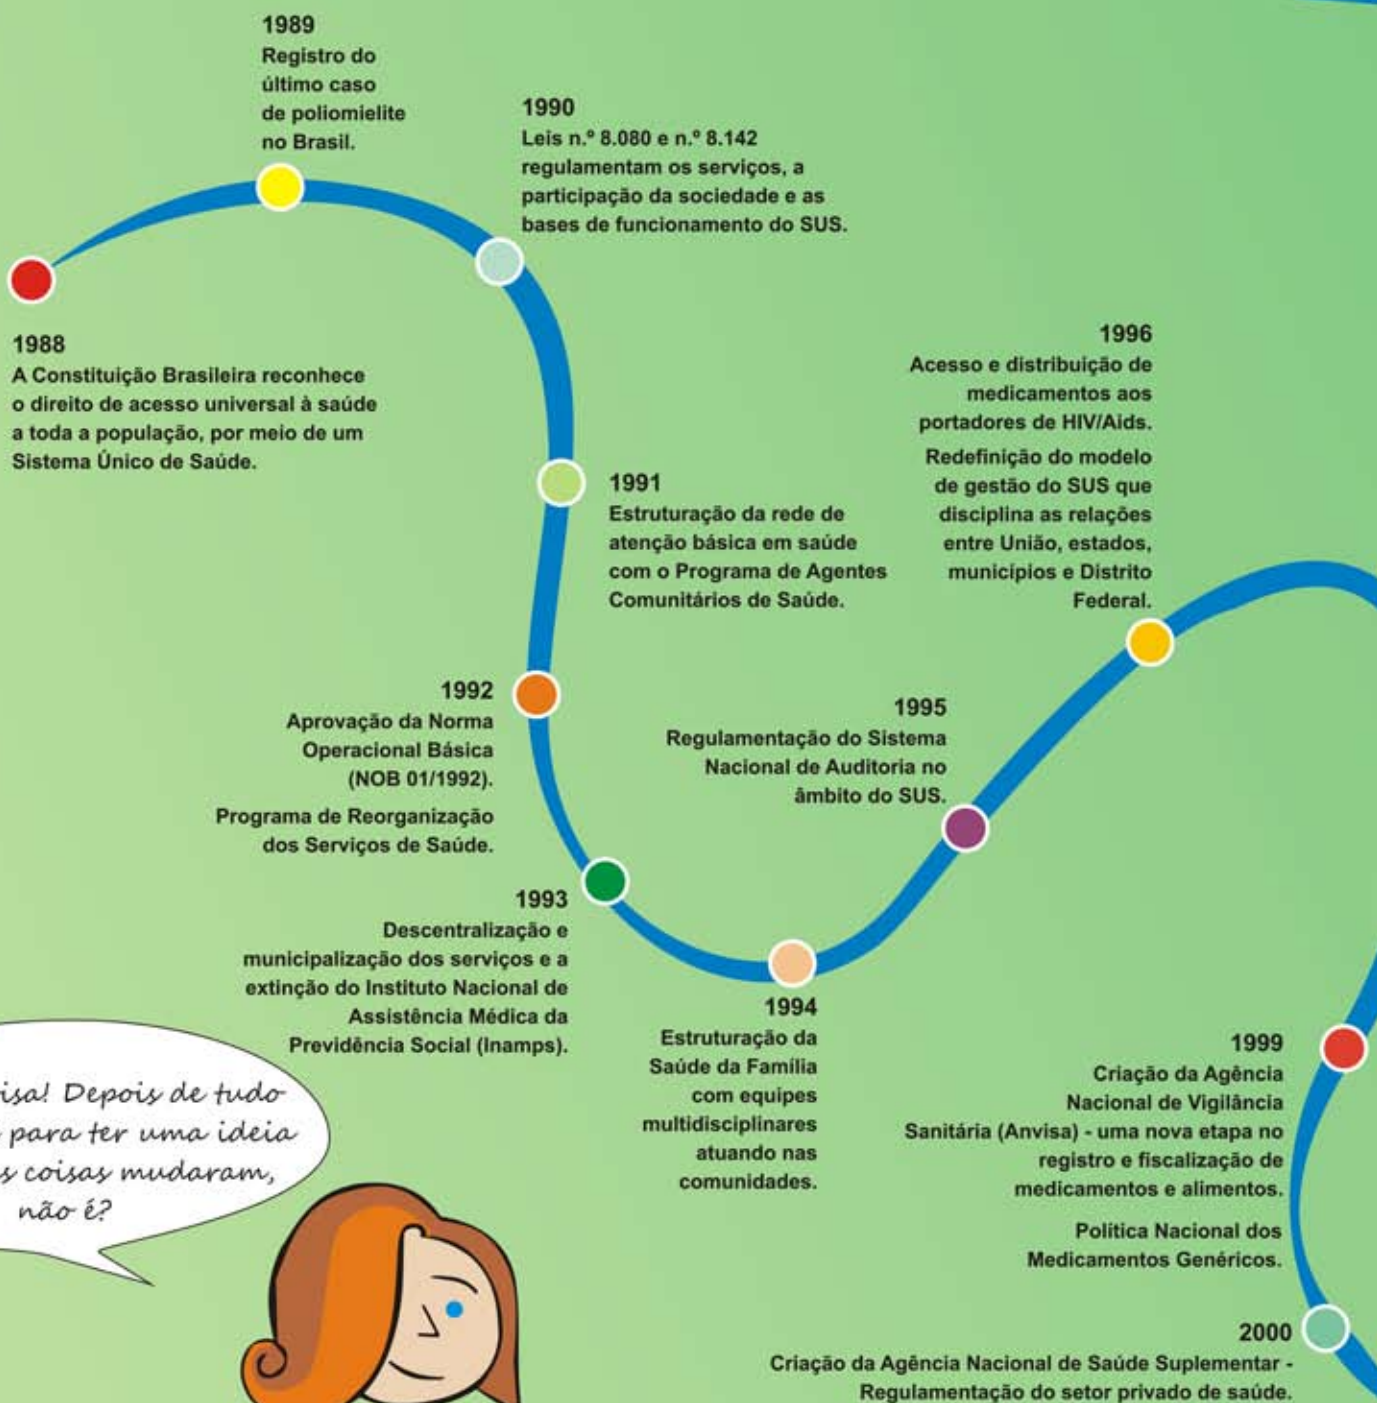 1989
Registro do
último caso
de poliomielite
no Brasil.
1990
Leis n.º 8.080 e n.º 8.142
regulamentam os serviços, a
participação da sociedade e as
bases de funcionamento do SUS.
1988
A Constituição Brasileira reconhece
o direito de acesso universal à saúde
a toda a população, por meio de um
Sistema Único de Saúde.
1991
Estruturação da rede de
atenção básica em saúde
com o Programa de Agentes
Comunitários de Saúde.
1992
Aprovação da Norma
Operacional Básica
(NOB 01/1992).
Programa de Reorganização
dos Serviços de Saúde.
1993
Descentralização e
municipalização dos serviços e a
extinção do Instituto Nacional de
Assistência Médica da
Previdência Social (Inamps).
1994
Estruturação da
Saúde da Família
com equipes
multidisciplinares
atuando nas
comunidades.
1995
Regulamentação do Sistema
Nacional de Auditoria no
âmbito do SUS.
1996
Acesso e distribuição de
medicamentos aos
portadores de HIV/Aids.
Redefinição do modelo
de gestão do SUS que
disciplina as relações
entre União, estados,
municípios e Distrito
Federal.
1999
Criação da Agência
Nacional de Vigilância
Sanitária (Anvisa) - uma nova etapa no
registro e fiscalização de
medicamentos e alimentos.
Política Nacional dos
Medicamentos Genéricos.
2000
Criação da Agência Nacional de Saúde Suplementar -
Regulamentação do setor privado de saúde.
isa! Depois de tudo
para ter uma ideia
s coisas mudaram,
não é?